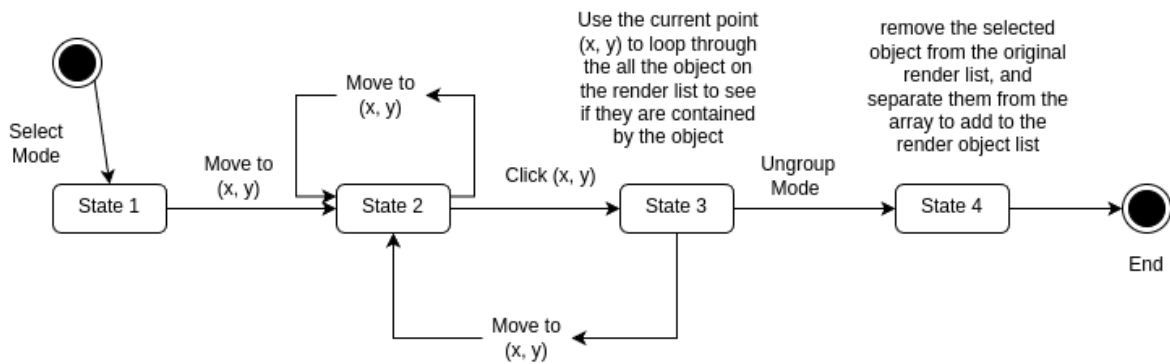 Use the current point
(x, y) to loop through
the all the object on
the render list to see
if they are contained
by the object
remove the selected
object from the original
render list, and
separate them from the
array to add to the
render object list
Select
Mode
Move to
(x, y)
Move to
(x, y)
Click (x, y)
Ungroup
Mode
State 1
State 2
State 3
State 4
End
Move to
(x, y)